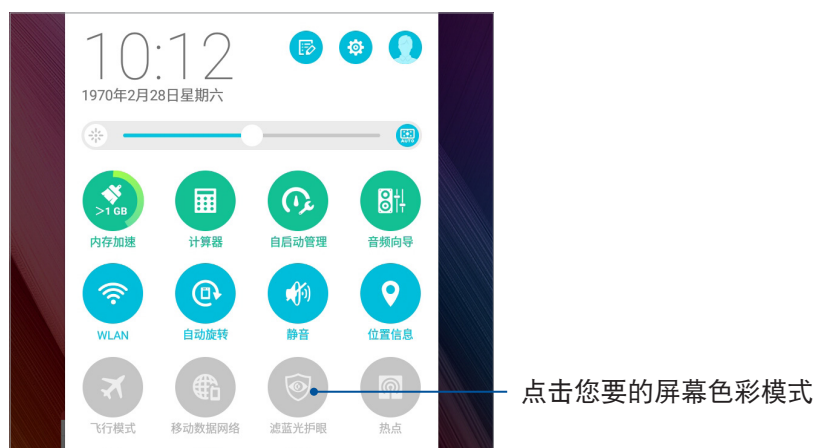 10:12
1970年2月28日星期六
AUTO
>1 GB
内存加速
计算器
自启动管理
音频向导
WLAN
自动旋转
静音
位置信息
飞行模式
移动数据网络
滤蓝光护眼
热点
点击您要的屏幕色彩模式